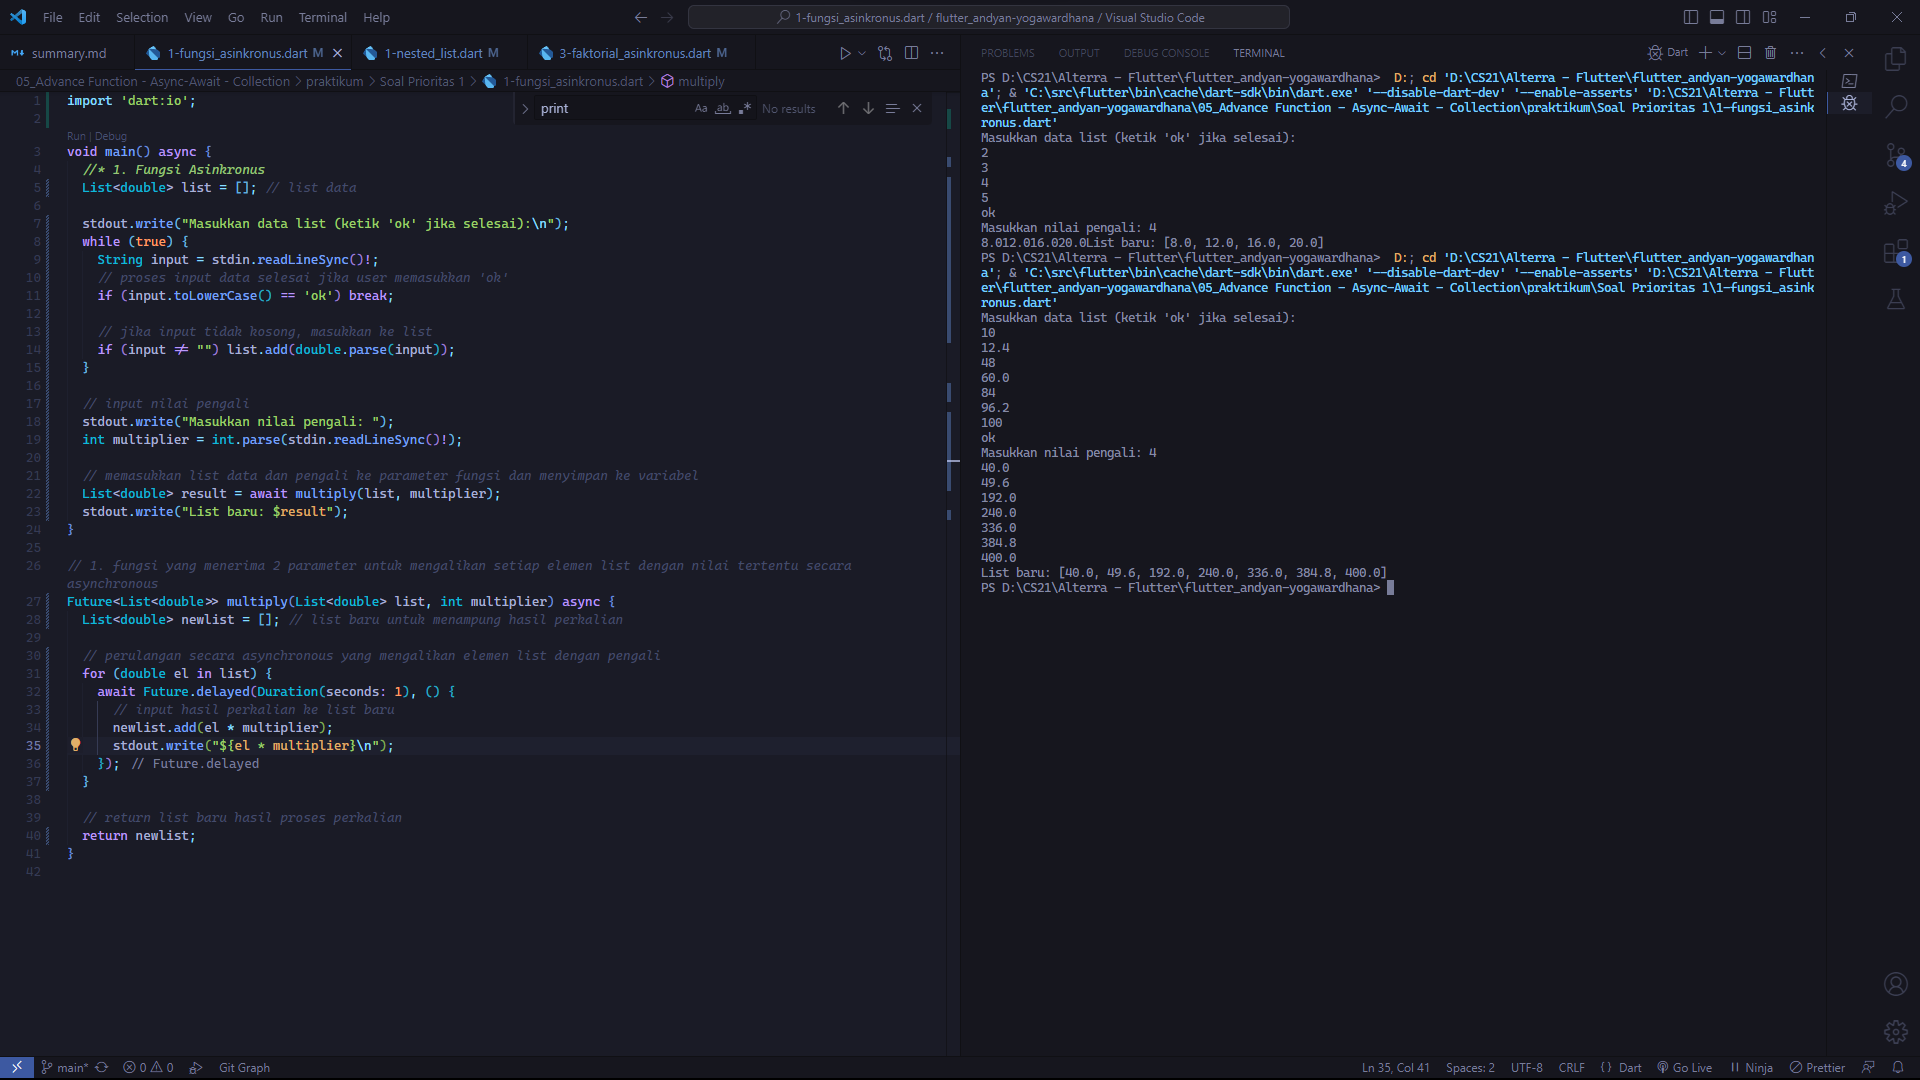 File Edit Selection View Go Run Terminal Help
1-fungsi_asinkronus.dart / flutter_andyan-yogawardhana / Visual Studio Code
summary.md
1-fungsi_asinkronus.dart M
1-nested_list.dart M
3-faktorial_asinkronus.dart M
05_Advance Function - Async-Await - Collection > praktikum > Soal Prioritas 1 > 1-fungsi_asinkronus.dart > multiply
print
Aa ab .* No results
1 import 'dart:io';
2
Run | Debug
3 void main() async {
4 //* 1. Fungsi Asinkronus
5 List<double> list = []; // list data
6
7 stdout.write("Masukkan data list (ketik 'ok' jika selesai):\n");
8 while (true) {
9 String input = stdin.readLineSync()!;
10 // proses input data selesai jika user memasukkan 'ok'
11 if (input.toLowerCase() == 'ok') break;
12
13 // jika input tidak kosong, masukkan ke list
14 if (input ≠ "") list.add(double.parse(input));
15 }
16
17 // input nilai pengali
18 stdout.write("Masukkan nilai pengali: ");
19 int multiplier = int.parse(stdin.readLineSync()!);
20
21 // memasukkan list data dan pengali ke parameter fungsi dan menyimpan ke variabel
22 List<double> result = await multiply(list, multiplier);
23 stdout.write("List baru: $result");
24 }
25
26 // 1. fungsi yang menerima 2 parameter untuk mengalikan setiap elemen list dengan nilai tertentu secara
asynchronous
27 Future<List<double>> multiply(List<double> list, int multiplier) async {
28 List<double> newlist = []; // list baru untuk menampung hasil perkalian
29
30 // perulangan secara asynchronous yang mengalikan elemen list dengan pengali
31 for (double el in list) {
32 await Future.delayed(Duration(seconds: 1), () {
33 // input hasil perkalian ke list baru
34 newlist.add(el * multiplier);
35 stdout.write("${el * multiplier}\n");
36 }); // Future.delayed
37 }
38
39 // return list baru hasil proses perkalian
40 return newlist;
41 }
42
PROBLEMS OUTPUT DEBUG CONSOLE TERMINAL
Dart
PS D:\CS21\Alterra - Flutter\flutter_andyan-yogawardhana> D:; cd 'D:\CS21\Alterra - Flutter\flutter_andyan-yogawardhan
a'; & 'C:\src\flutter\bin\cache\dart-sdk\bin\dart.exe' '--disable-dart-dev' '--enable-asserts' 'D:\CS21\Alterra - Flutt
er\flutter_andyan-yogawardhana\05_Advance Function - Async-Await - Collection\praktikum\Soal Prioritas 1\1-fungsi_asink
ronus.dart'
Masukkan data list (ketik 'ok' jika selesai):
2
3
4
5
ok
Masukkan nilai pengali: 4
8.012.016.020.0List baru: [8.0, 12.0, 16.0, 20.0]
PS D:\CS21\Alterra - Flutter\flutter_andyan-yogawardhana> D:; cd 'D:\CS21\Alterra - Flutter\flutter_andyan-yogawardhan
a'; & 'C:\src\flutter\bin\cache\dart-sdk\bin\dart.exe' '--disable-dart-dev' '--enable-asserts' 'D:\CS21\Alterra - Flutt
er\flutter_andyan-yogawardhana\05_Advance Function - Async-Await - Collection\praktikum\Soal Prioritas 1\1-fungsi_asink
ronus.dart'
Masukkan data list (ketik 'ok' jika selesai):
10
12.4
48
60.0
84
96.2
100
ok
Masukkan nilai pengali: 4
40.0
49.6
192.0
240.0
336.0
384.8
400.0
List baru: [40.0, 49.6, 192.0, 240.0, 336.0, 384.8, 400.0]
PS D:\CS21\Alterra - Flutter\flutter_andyan-yogawardhana>
4
1
main* 0 0 Git Graph
Ln 35, Col 41 Spaces: 2 UTF-8 CRLF { } Dart Go Live Ninja Prettier